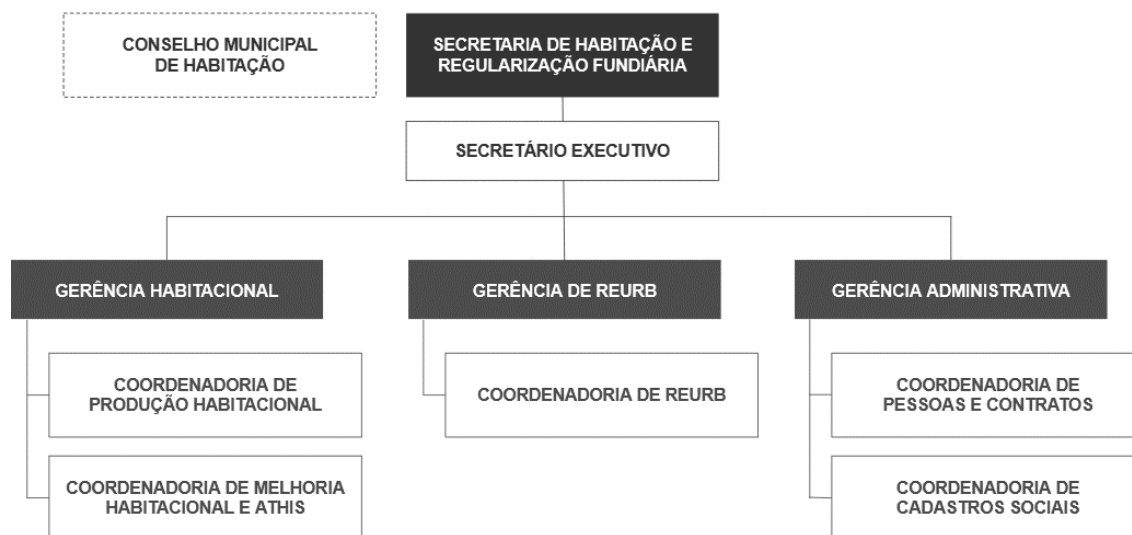 CONSELHO MUNICIPAL
DE HABITAÇÃO
SECRETARIA DE HABITAÇÃO E
REGULARIZAÇÃO FUNDIÁRIA
SECRETÁRIO EXECUTIVO
GERÊNCIA HABITACIONAL
COORDENADORIA DE
PRODUÇÃO HABITACIONAL
COORDENADORIA DE MELHORIA
HABITACIONAL E ATHIS
GERÊNCIA DE REURB
COORDENADORIA DE REURB
GERÊNCIA ADMINISTRATIVA
COORDENADORIA DE
PESSOAS E CONTRATOS
COORDENADORIA DE
CADASTROS SOCIAIS